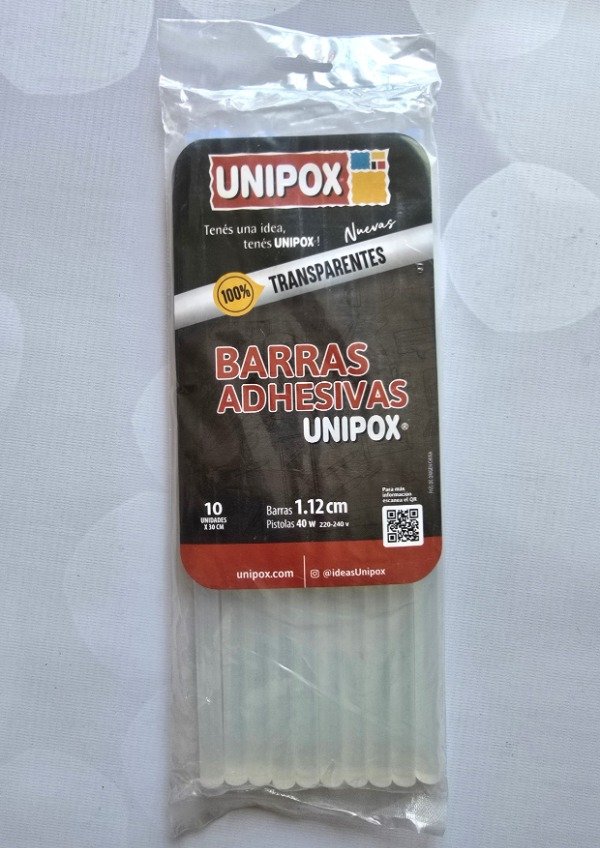 UNIPOX
Tenés una idea,
tenés UNIPOX!
Nuevas
100% TRANSPARENTES
BARRAS
ADHESIVAS
UNIPOX®
10
UNIDADES
X 30 CM
Barras 1.12 cm
Pistolas 40 w 220-240 v
Para más
información
escanea el QR
unipox.com
@ideasUnipox